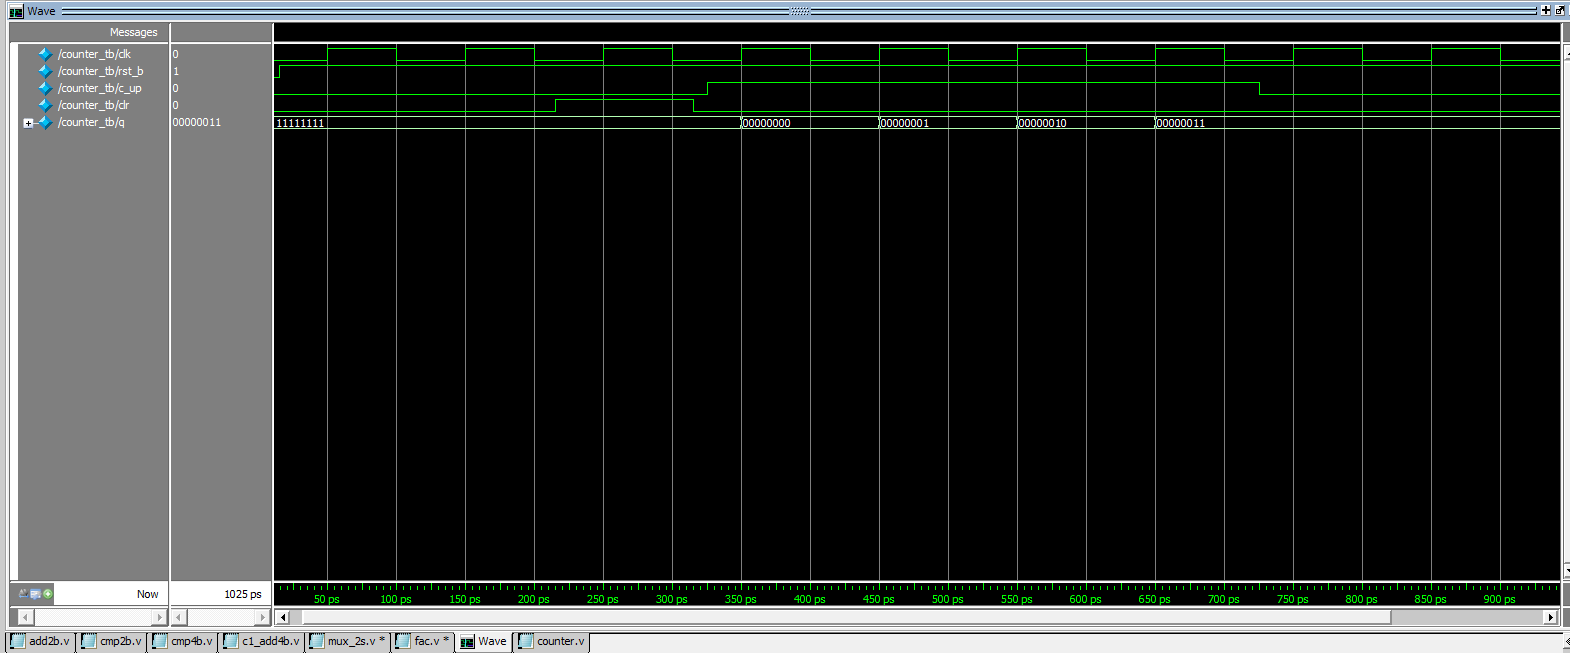 Wave
Messages
/counter_tb/clk 0
/counter_tb/rst_b 1
/counter_tb/c_up 0
/counter_tb/clr 0
/counter_tb/q 00000011 11111111 00000000 00000001 00000010 00000011
Now 1025 ps
50 ps 100 ps 150 ps 200 ps 250 ps 300 ps 350 ps 400 ps 450 ps 500 ps 550 ps 600 ps 650 ps 700 ps 750 ps 800 ps 850 ps 900 ps
add2b.v cmp2b.v cmp4b.v c1_add4b.v mux_2s.v * fac.v * Wave counter.v